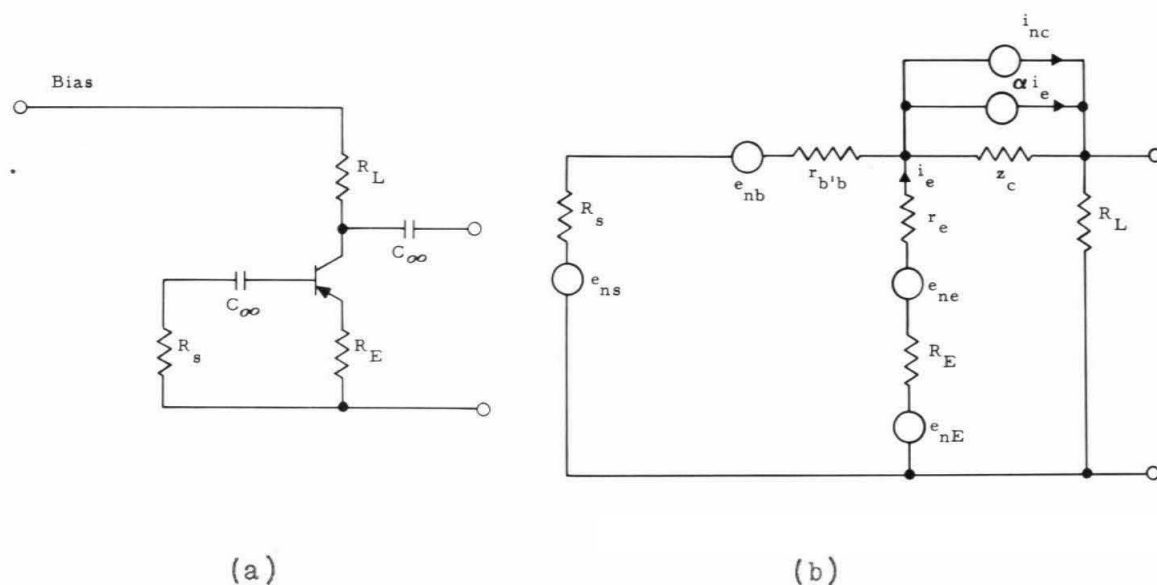 Bias
R_L
C_∞
C_∞
R_s
R_E
(a)
i_nc
α i_e
e_nb
r_b'b
i_e
z_c
R_s
r_e
R_L
e_ns
e_ne
R_E
e_nE
(b)